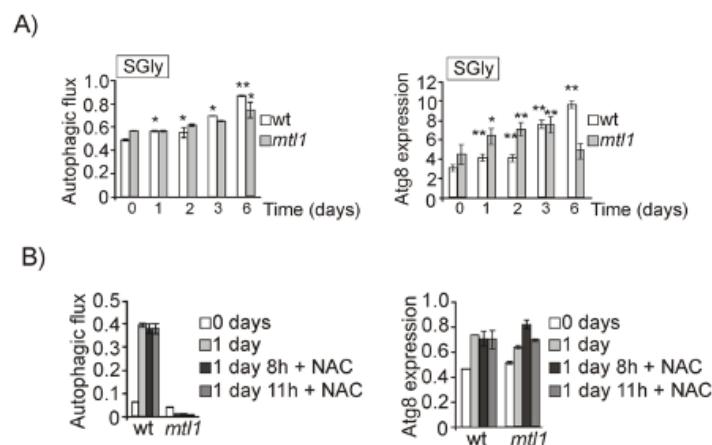 A)
SGly
Autophagic flux
1.0
0.8
0.6
0.4
0.2
0
* * * ** *
wt
mtl1
0 1 2 3 6 Time (days)
SGly
Atg8 expression
12
10
8
6
4
2
0
** * ** ** ** ** **
wt
mtl1
0 1 2 3 6 Time (days)
B)
Autophagic flux
0.5
0.4
0.3
0.2
0.1
0
wt mtl1
0 days
1 day
1 day 8h + NAC
1 day 11h + NAC
Atg8 expression
1.0
0.8
0.6
0.4
0.2
0
wt mtl1
0 days
1 day
1 day 8h + NAC
1 day 11h + NAC